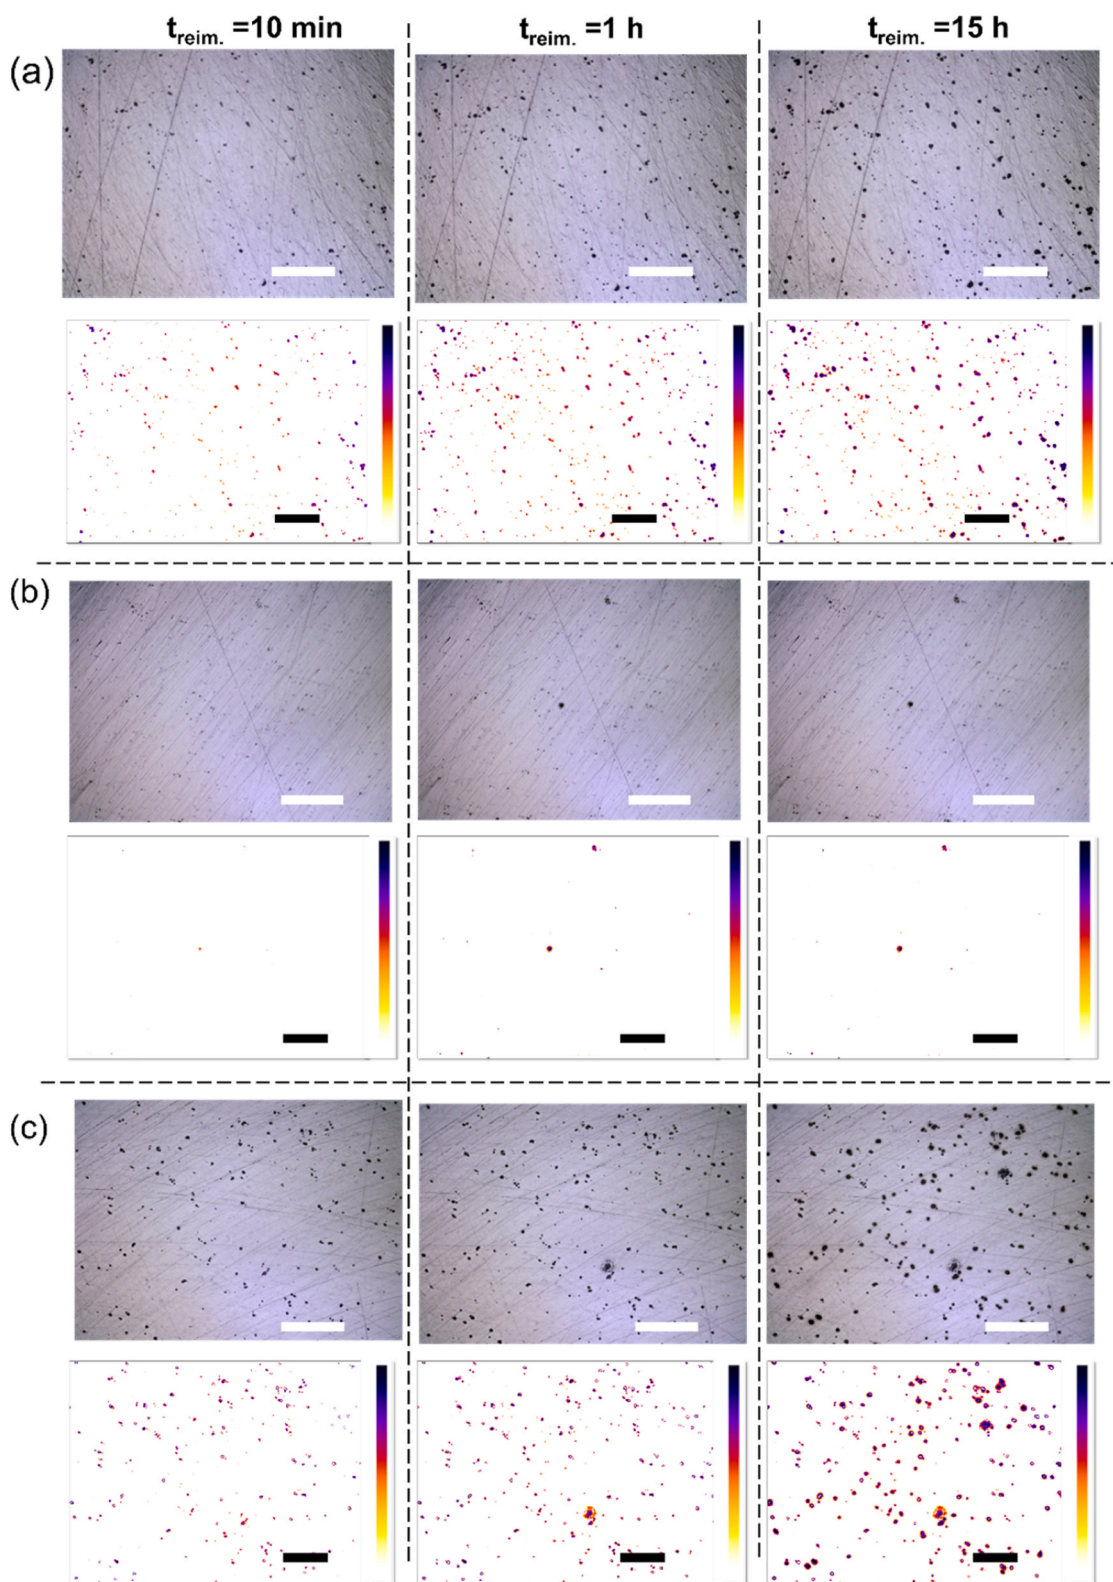 t_reim. =10 min
t_reim. =1 h
t_reim. =15 h
(a)
(b)
(c)